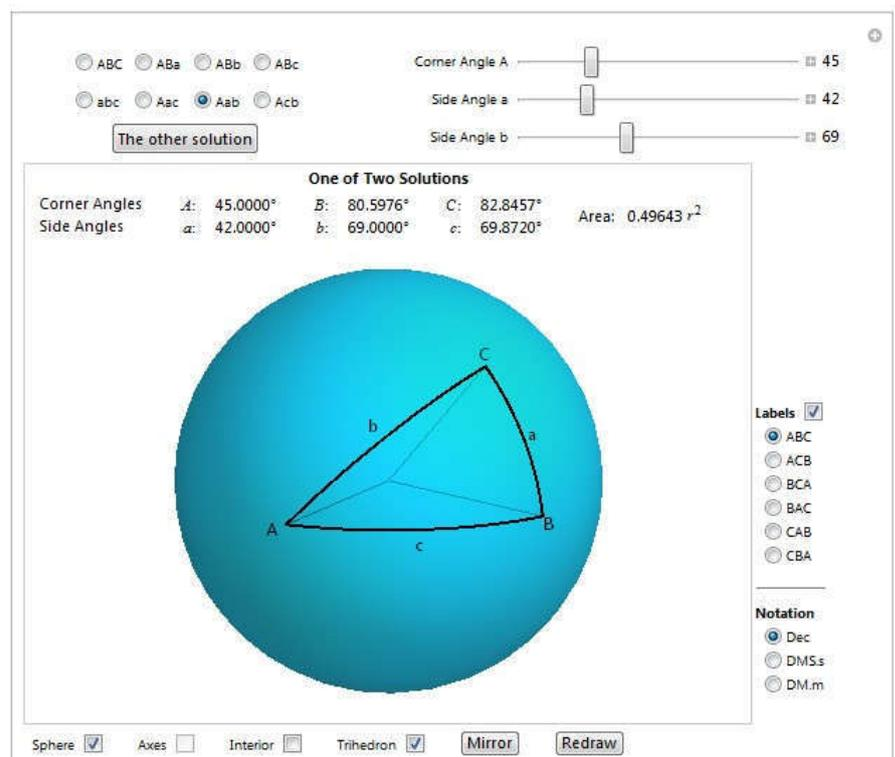 ABC ABa ABb ABc
abc Aac Aab Acb
The other solution
Corner Angle A 45
Side Angle a 42
Side Angle b 69
One of Two Solutions
Corner Angles A: 45.0000° B: 80.5976° C: 82.8457°
Side Angles a: 42.0000° b: 69.0000° c: 69.8720°
Area: 0.49643 r²
C
b
a
A
B
c
Labels
ABC
ACB
BCA
BAC
CAB
CBA
Notation
Dec
DMS.s
DM.m
Sphere Axes Interior Trihedron Mirror Redraw